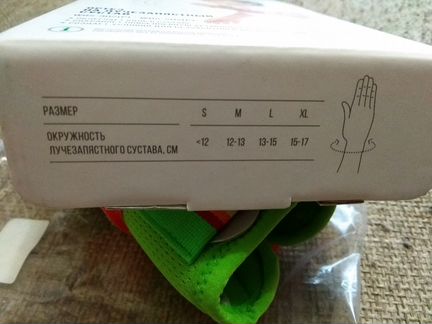 РАЗМЕР S M L XL
ОКРУЖНОСТЬ
ЛУЧЕЗАПЯСТНОГО СУСТАВА, СМ <12 12-13 13-15 15-17